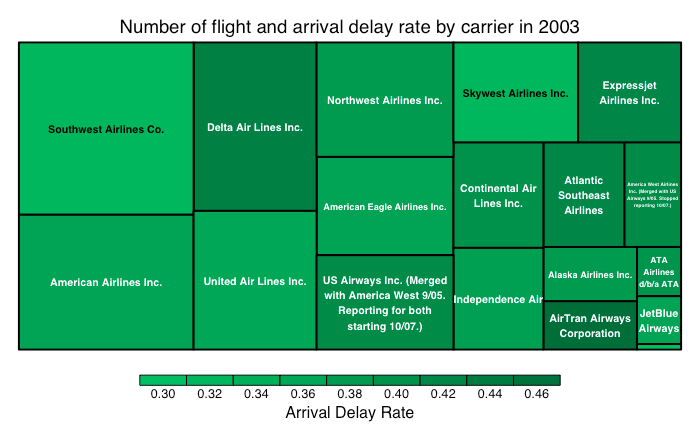 Number of flight and arrival delay rate by carrier in 2003
Southwest Airlines Co.
American Airlines Inc.
Delta Air Lines Inc.
United Air Lines Inc.
Northwest Airlines Inc.
American Eagle Airlines Inc.
US Airways Inc. (Merged
with America West 9/05.
Reporting for both
starting 10/07.)
Skywest Airlines Inc.
Expressjet
Airlines Inc.
Continental Air
Lines Inc.
Atlantic
Southeast
Airlines
America West Airlines
Inc. (Merged with US
Airways 9/05. Stopped
reporting 10/07.)
Independence Air
Alaska Airlines Inc.
ATA
Airlines
d/b/a ATA
AirTran Airways
Corporation
JetBlue
Airways
0.30 0.32 0.34 0.36 0.38 0.40 0.42 0.44 0.46
Arrival Delay Rate